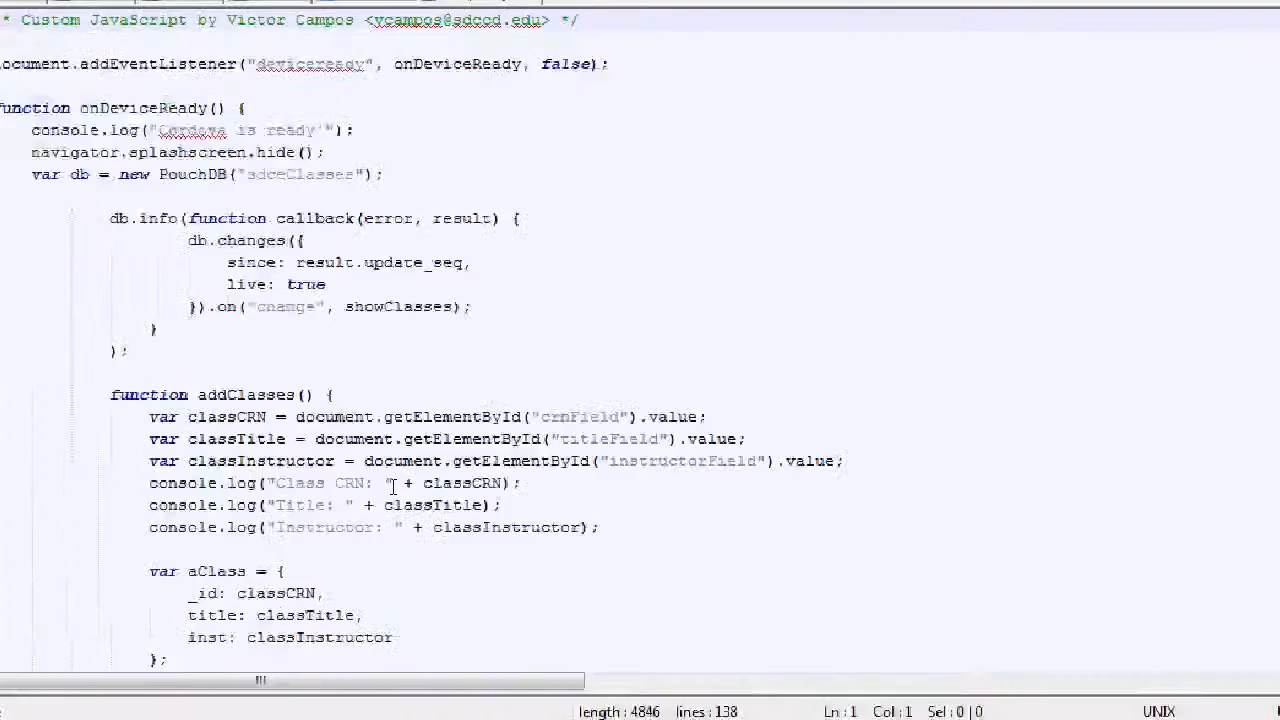 * Custom JavaScript by Victor Campos <vcampos@sdccd.edu> */
ocument.addEventListener("deviceready", onDeviceReady, false);
function onDeviceReady() {
console.log("Cordova is ready'");
navigator.splashscreen.hide();
var db = new PouchDB("sdceClasses");
db.info(function callback(error, result) {
db.changes({
since: result.update_seq,
live: true
}).on("change", showClasses);
}
);
function addClasses() {
var classCRN = document.getElementById("crnField").value;
var classTitle = document.getElementById("titleField").value;
var classInstructor = document.getElementById("instructorField").value;
console.log("Class CRN: " + classCRN);
console.log("Title: " + classTitle);
console.log("Instructor: " + classInstructor);
var aClass = {
_id: classCRN,
title: classTitle,
inst: classInstructor
};
length : 4846 lines : 138 Ln : 1 Col : 1 Sel : 0 | 0 UNIX